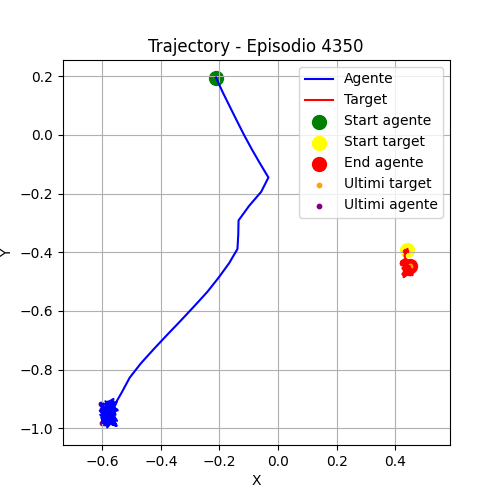 Trajectory - Episodio 4350
Agente
Target
Start agente
Start target
End agente
Ultimi target
Ultimi agente
0.2
0.0
−0.2
−0.4
−0.6
−0.8
−1.0
Y
−0.6
−0.4
−0.2
0.0
0.2
0.4
X